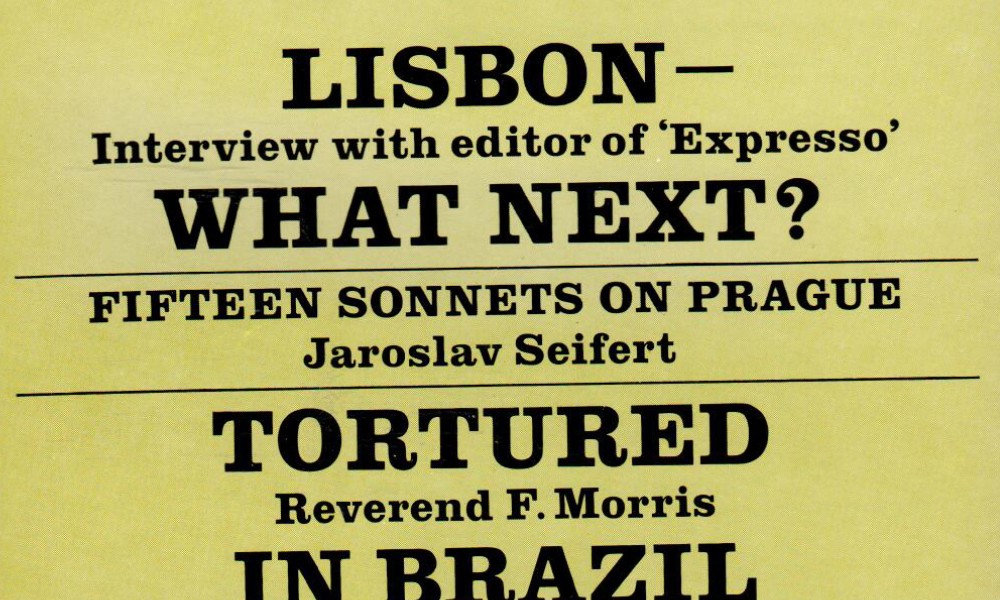 LISBON—
Interview with editor of ‘Expresso’
WHAT NEXT?
FIFTEEN SONNETS ON PRAGUE
Jaroslav Seifert
TORTURED
Reverend F. Morris
IN BRAZIL